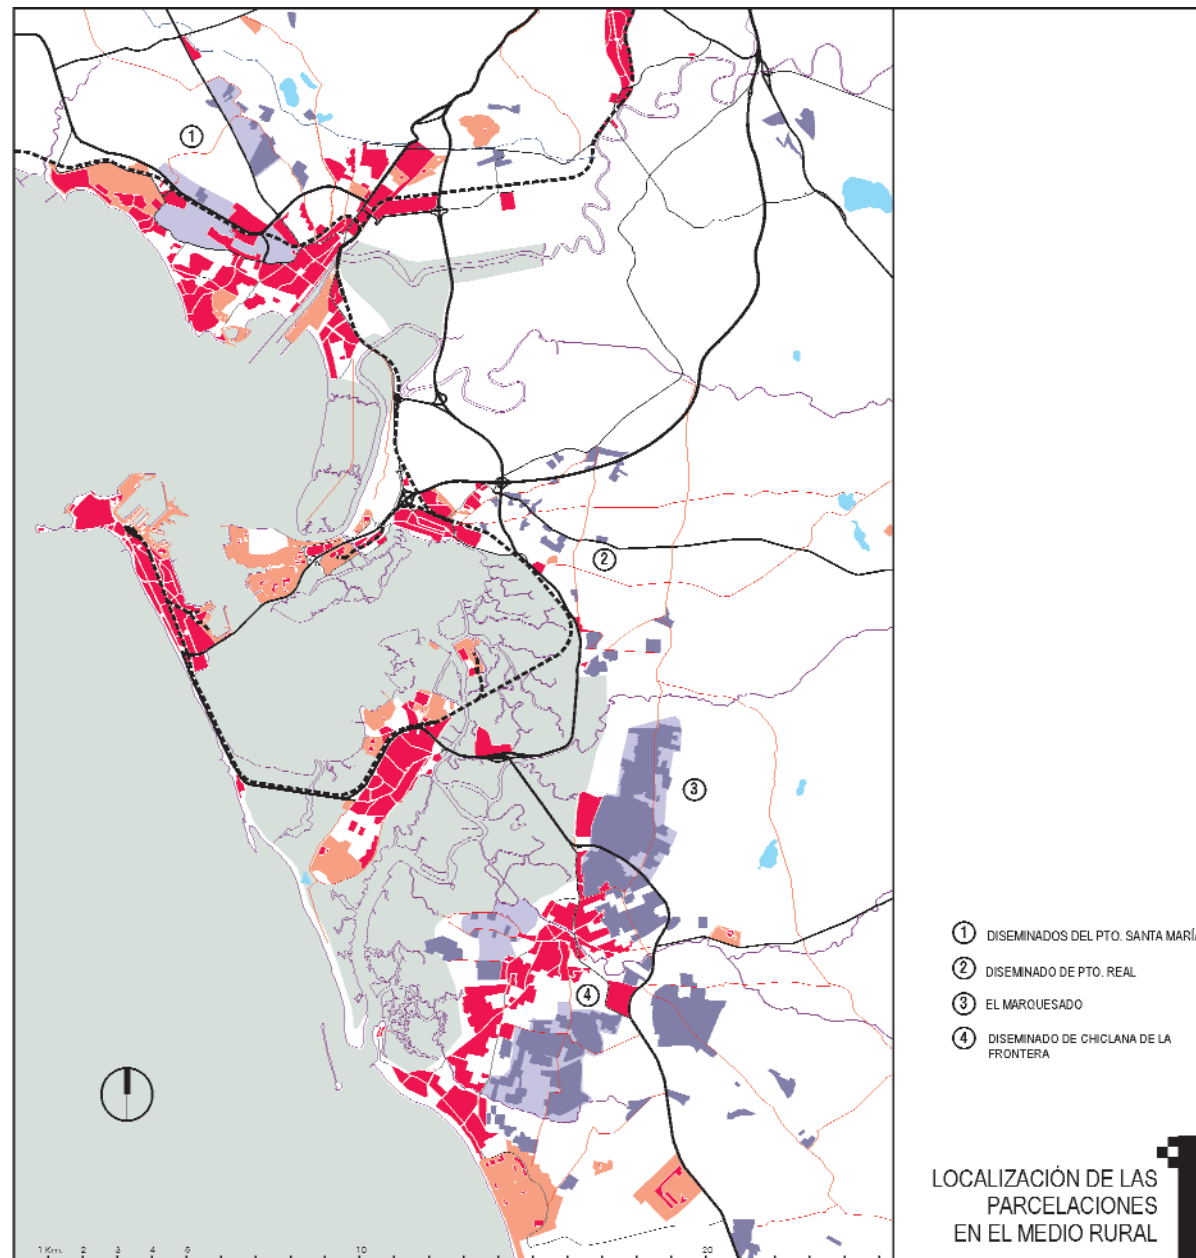 1
2
3
4
1 DISEMINADOS DEL PTO. SANTA MARÍA
2 DISEMINADO DE PTO. REAL
3 EL MARQUESADO
4 DISEMINADO DE CHICLANA DE LA
FRONTERA
LOCALIZACIÓN DE LAS
PARCELACIONES
EN EL MEDIO RURAL
1 Km. 2 3 4 5 10 20